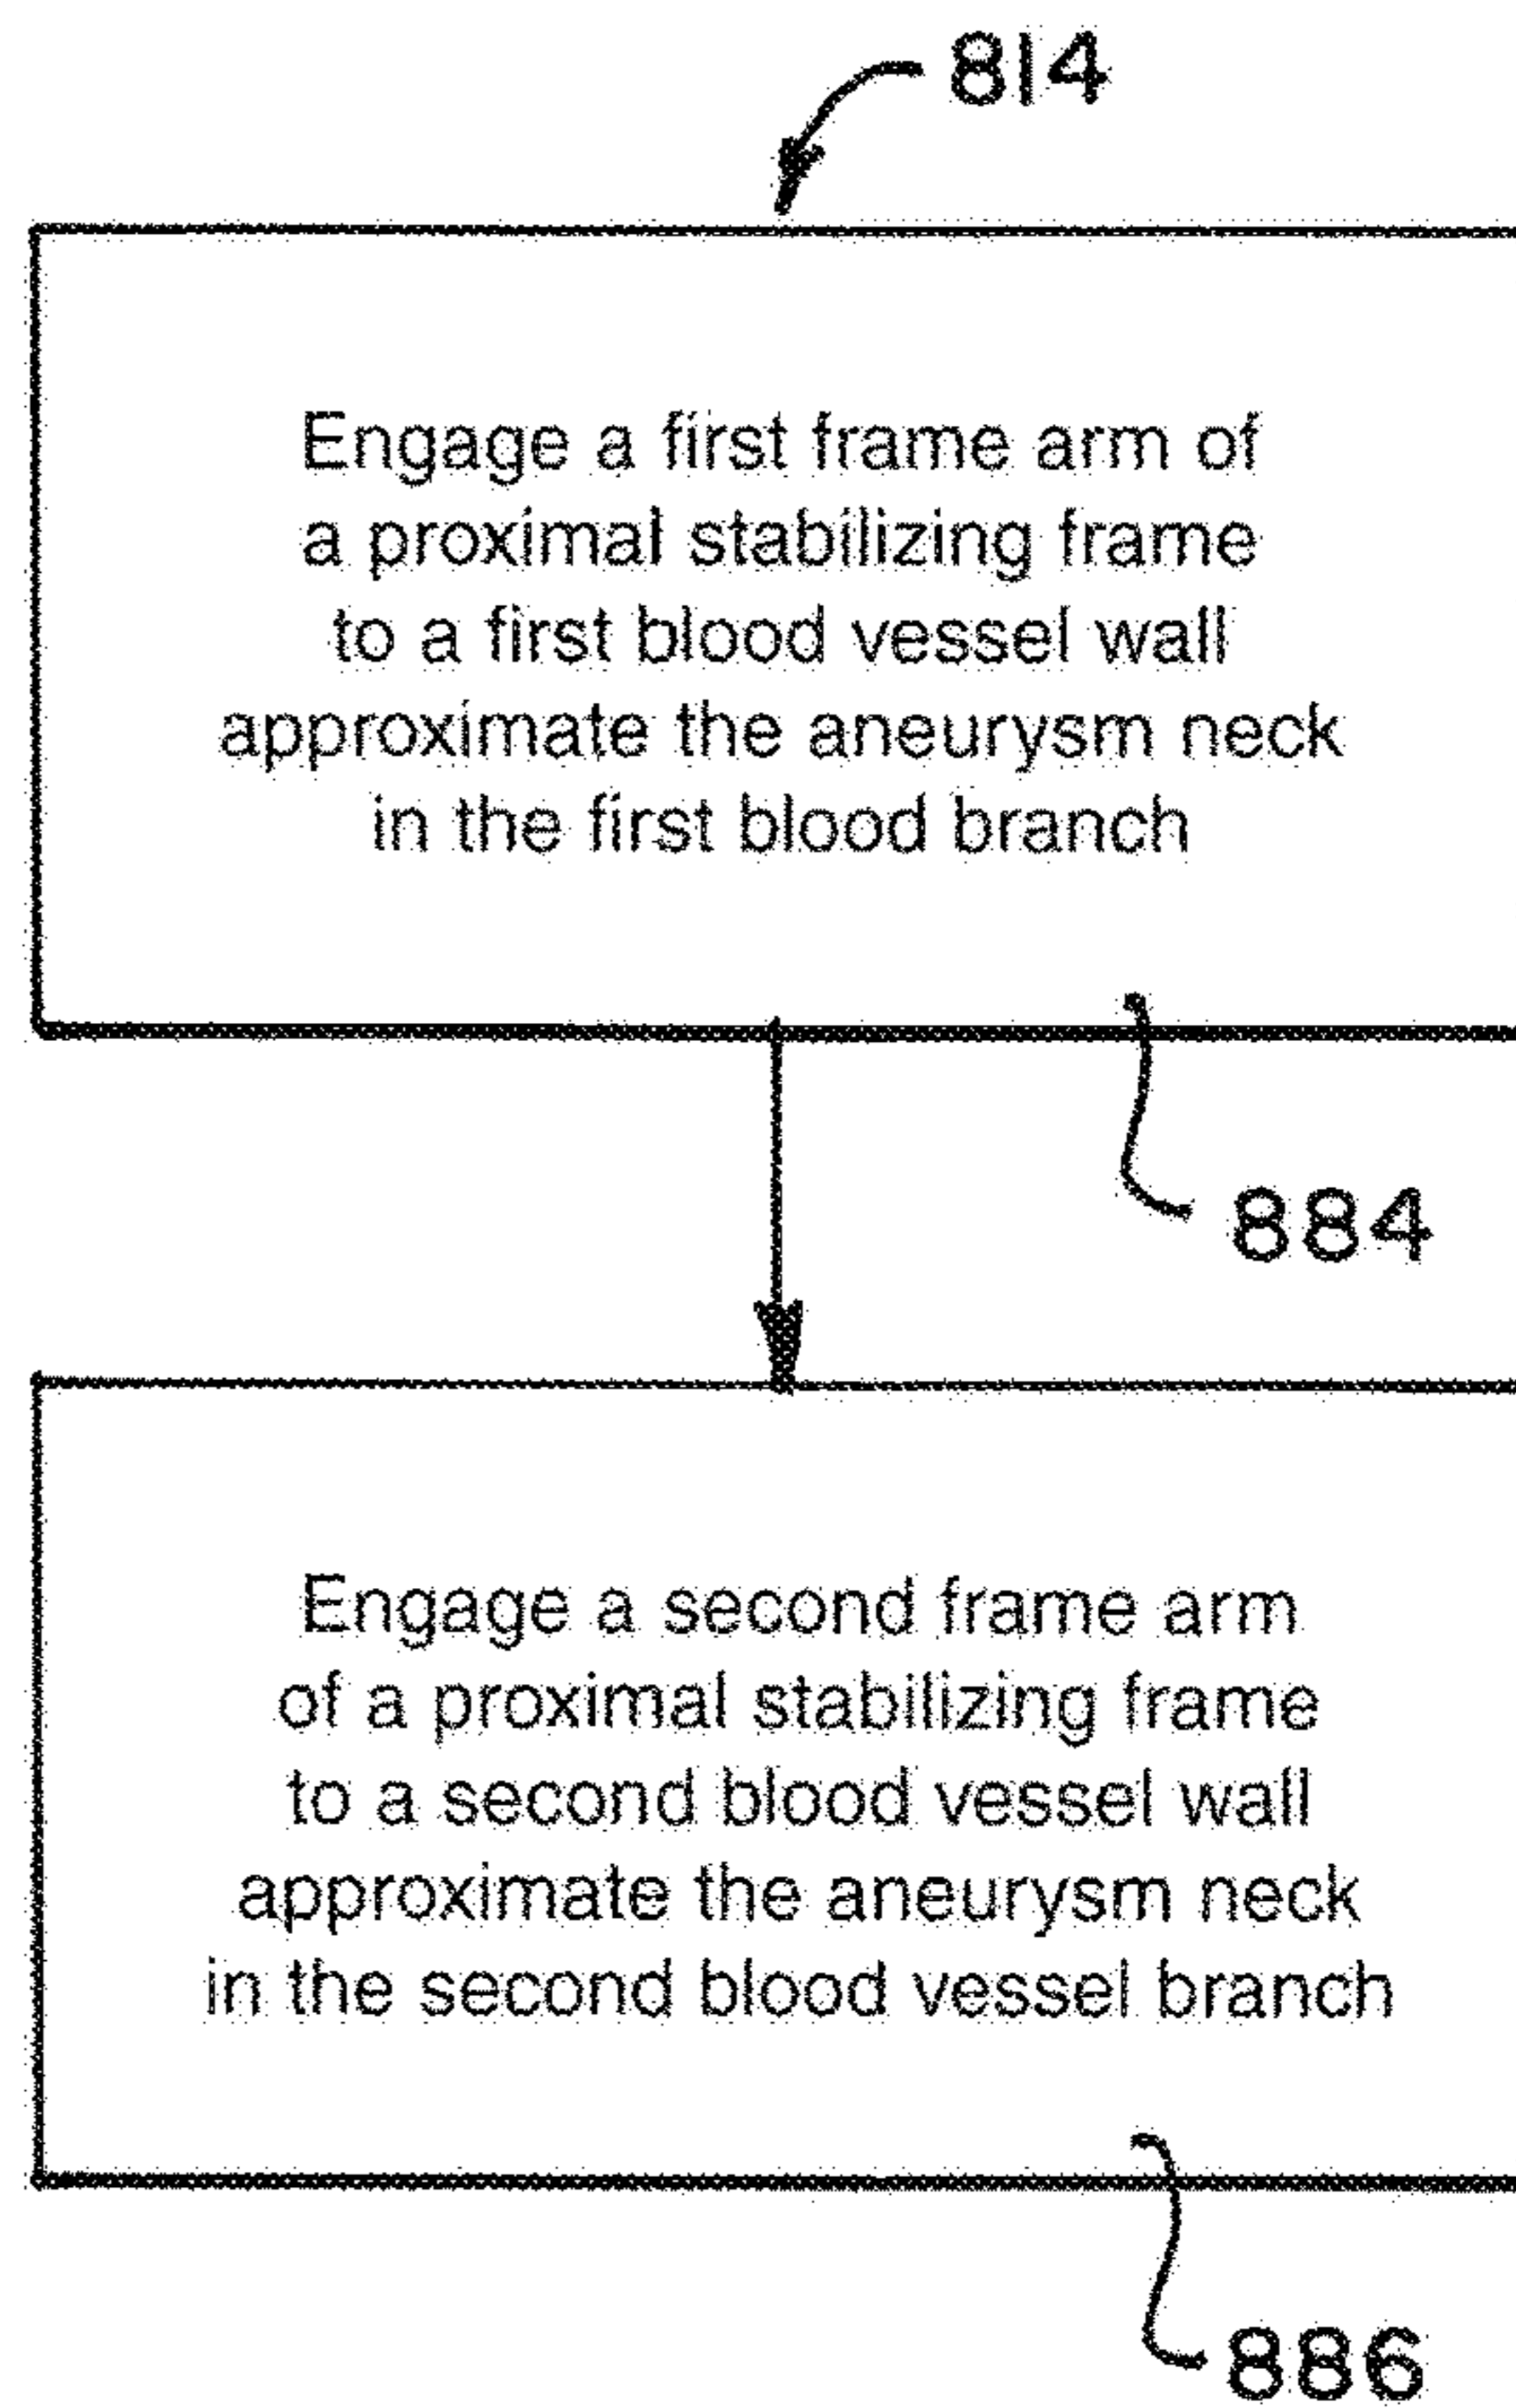 814
Engage a first frame arm of
a proximal stabilizing frame
to a first blood vessel wall
approximate the aneurysm neck
in the first blood branch
884
Engage a second frame arm
of a proximal stabilizing frame
to a second blood vessel wall
approximate the aneurysm neck
in the second blood vessel branch
886